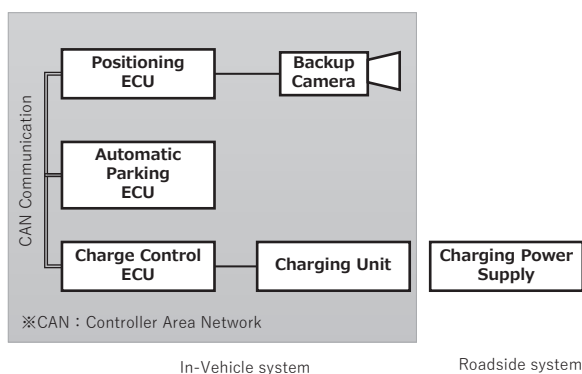 Positioning
ECU
Backup
Camera
CAN Communication
Automatic
Parking
ECU
Charge Control
ECU
Charging Unit
Charging Power
Supply
※CAN：Controller Area Network
In-Vehicle system
Roadside system